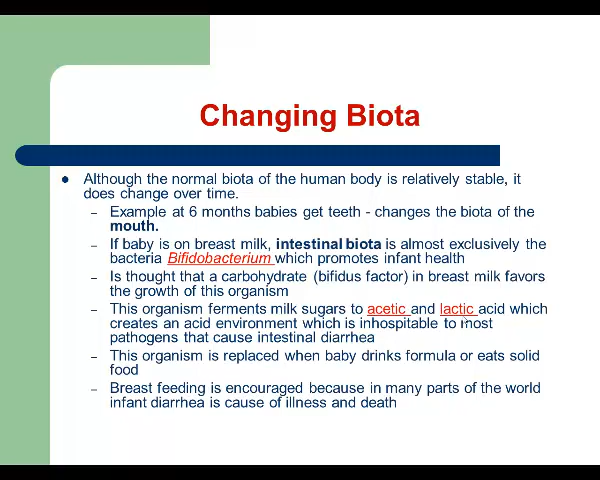 Changing Biota
Although the normal biota of the human body is relatively stable, it
does change over time.
– Example at 6 months babies get teeth - changes the biota of the
mouth.
– If baby is on breast milk, intestinal biota is almost exclusively the
bacteria Bifidobacterium which promotes infant health
– Is thought that a carbohydrate (bifidus factor) in breast milk favors
the growth of this organism
– This organism ferments milk sugars to acetic and lactic acid which
creates an acid environment which is inhospitable to most
pathogens that cause intestinal diarrhea
– This organism is replaced when baby drinks formula or eats solid
food
– Breast feeding is encouraged because in many parts of the world
infant diarrhea is cause of illness and death